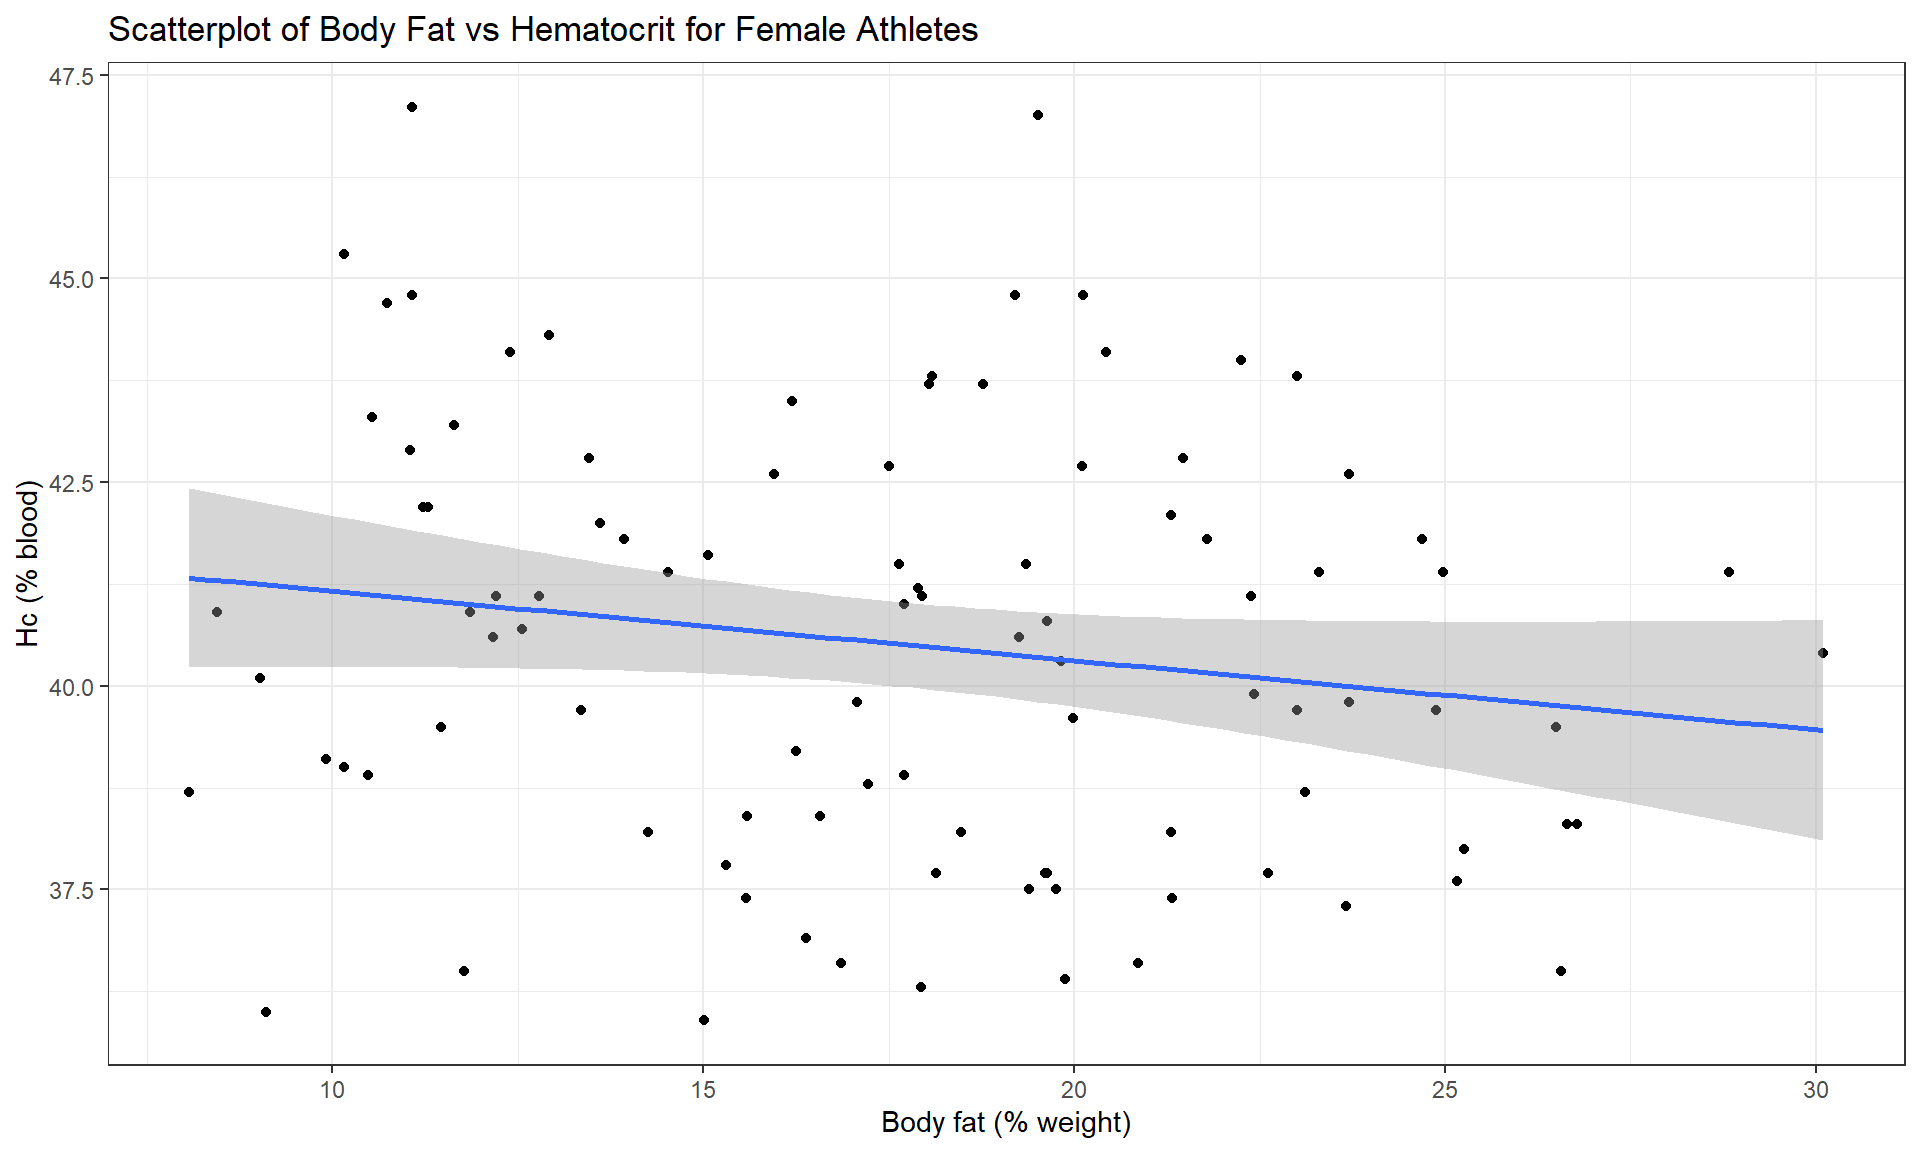 Scatterplot of Body Fat vs Hematocrit for Female Athletes
47.5
45.0
42.5
40.0
37.5
Hc (% blood)
10 15 20 25 30
Body fat (% weight)